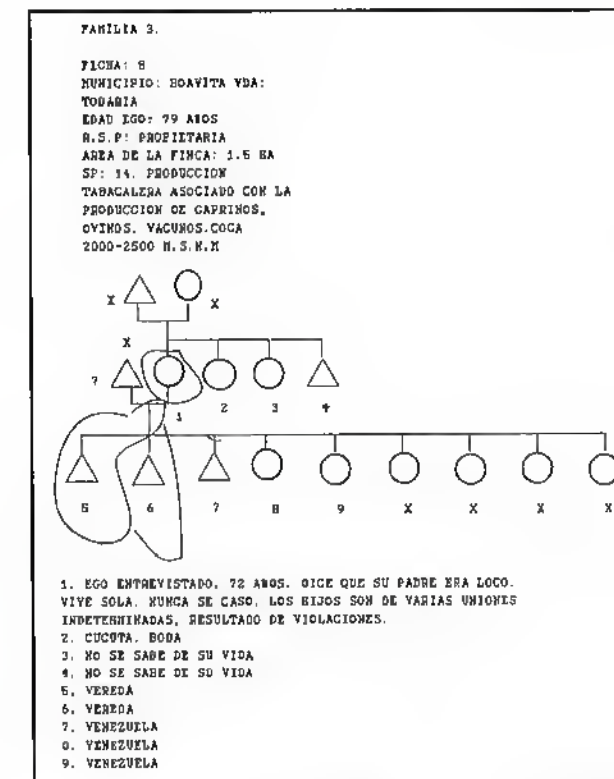 FAMILIA 3.
FICHA: 8
MUNICIPIO: BOAVITA VDA:
TOBARIA
EDAD EGO: 79 AÑOS
R.S.P: PROPIETARIA
AREA DE LA FINCA: 1.5 HA
SP: 14. PRODUCCION
TABACALERA ASOCIADO CON LA
PRODUCCION DE CAPRINOS,
OVINOS. VACUNOS.COCA
2000-2500 M.S.N.M
X X
X
?
1 2 3 4
5 6 7 8 9 X X X X
1. EGO ENTREVISTADO. 72 AÑOS. DICE QUE SU PADRE ERA LOCO.
VIVE SOLA. NUNCA SE CASO. LOS HIJOS SON DE VARIAS UNIONES
INDETERMINADAS, RESULTADO DE VIOLACIONES.
2. CUCUTA. BODA
3. NO SE SABE DE SU VIDA
4. NO SE SABE DE SU VIDA
5. VEREDA
6. VEREDA
7. VENEZUELA
8. VENEZUELA
9. VENEZUELA